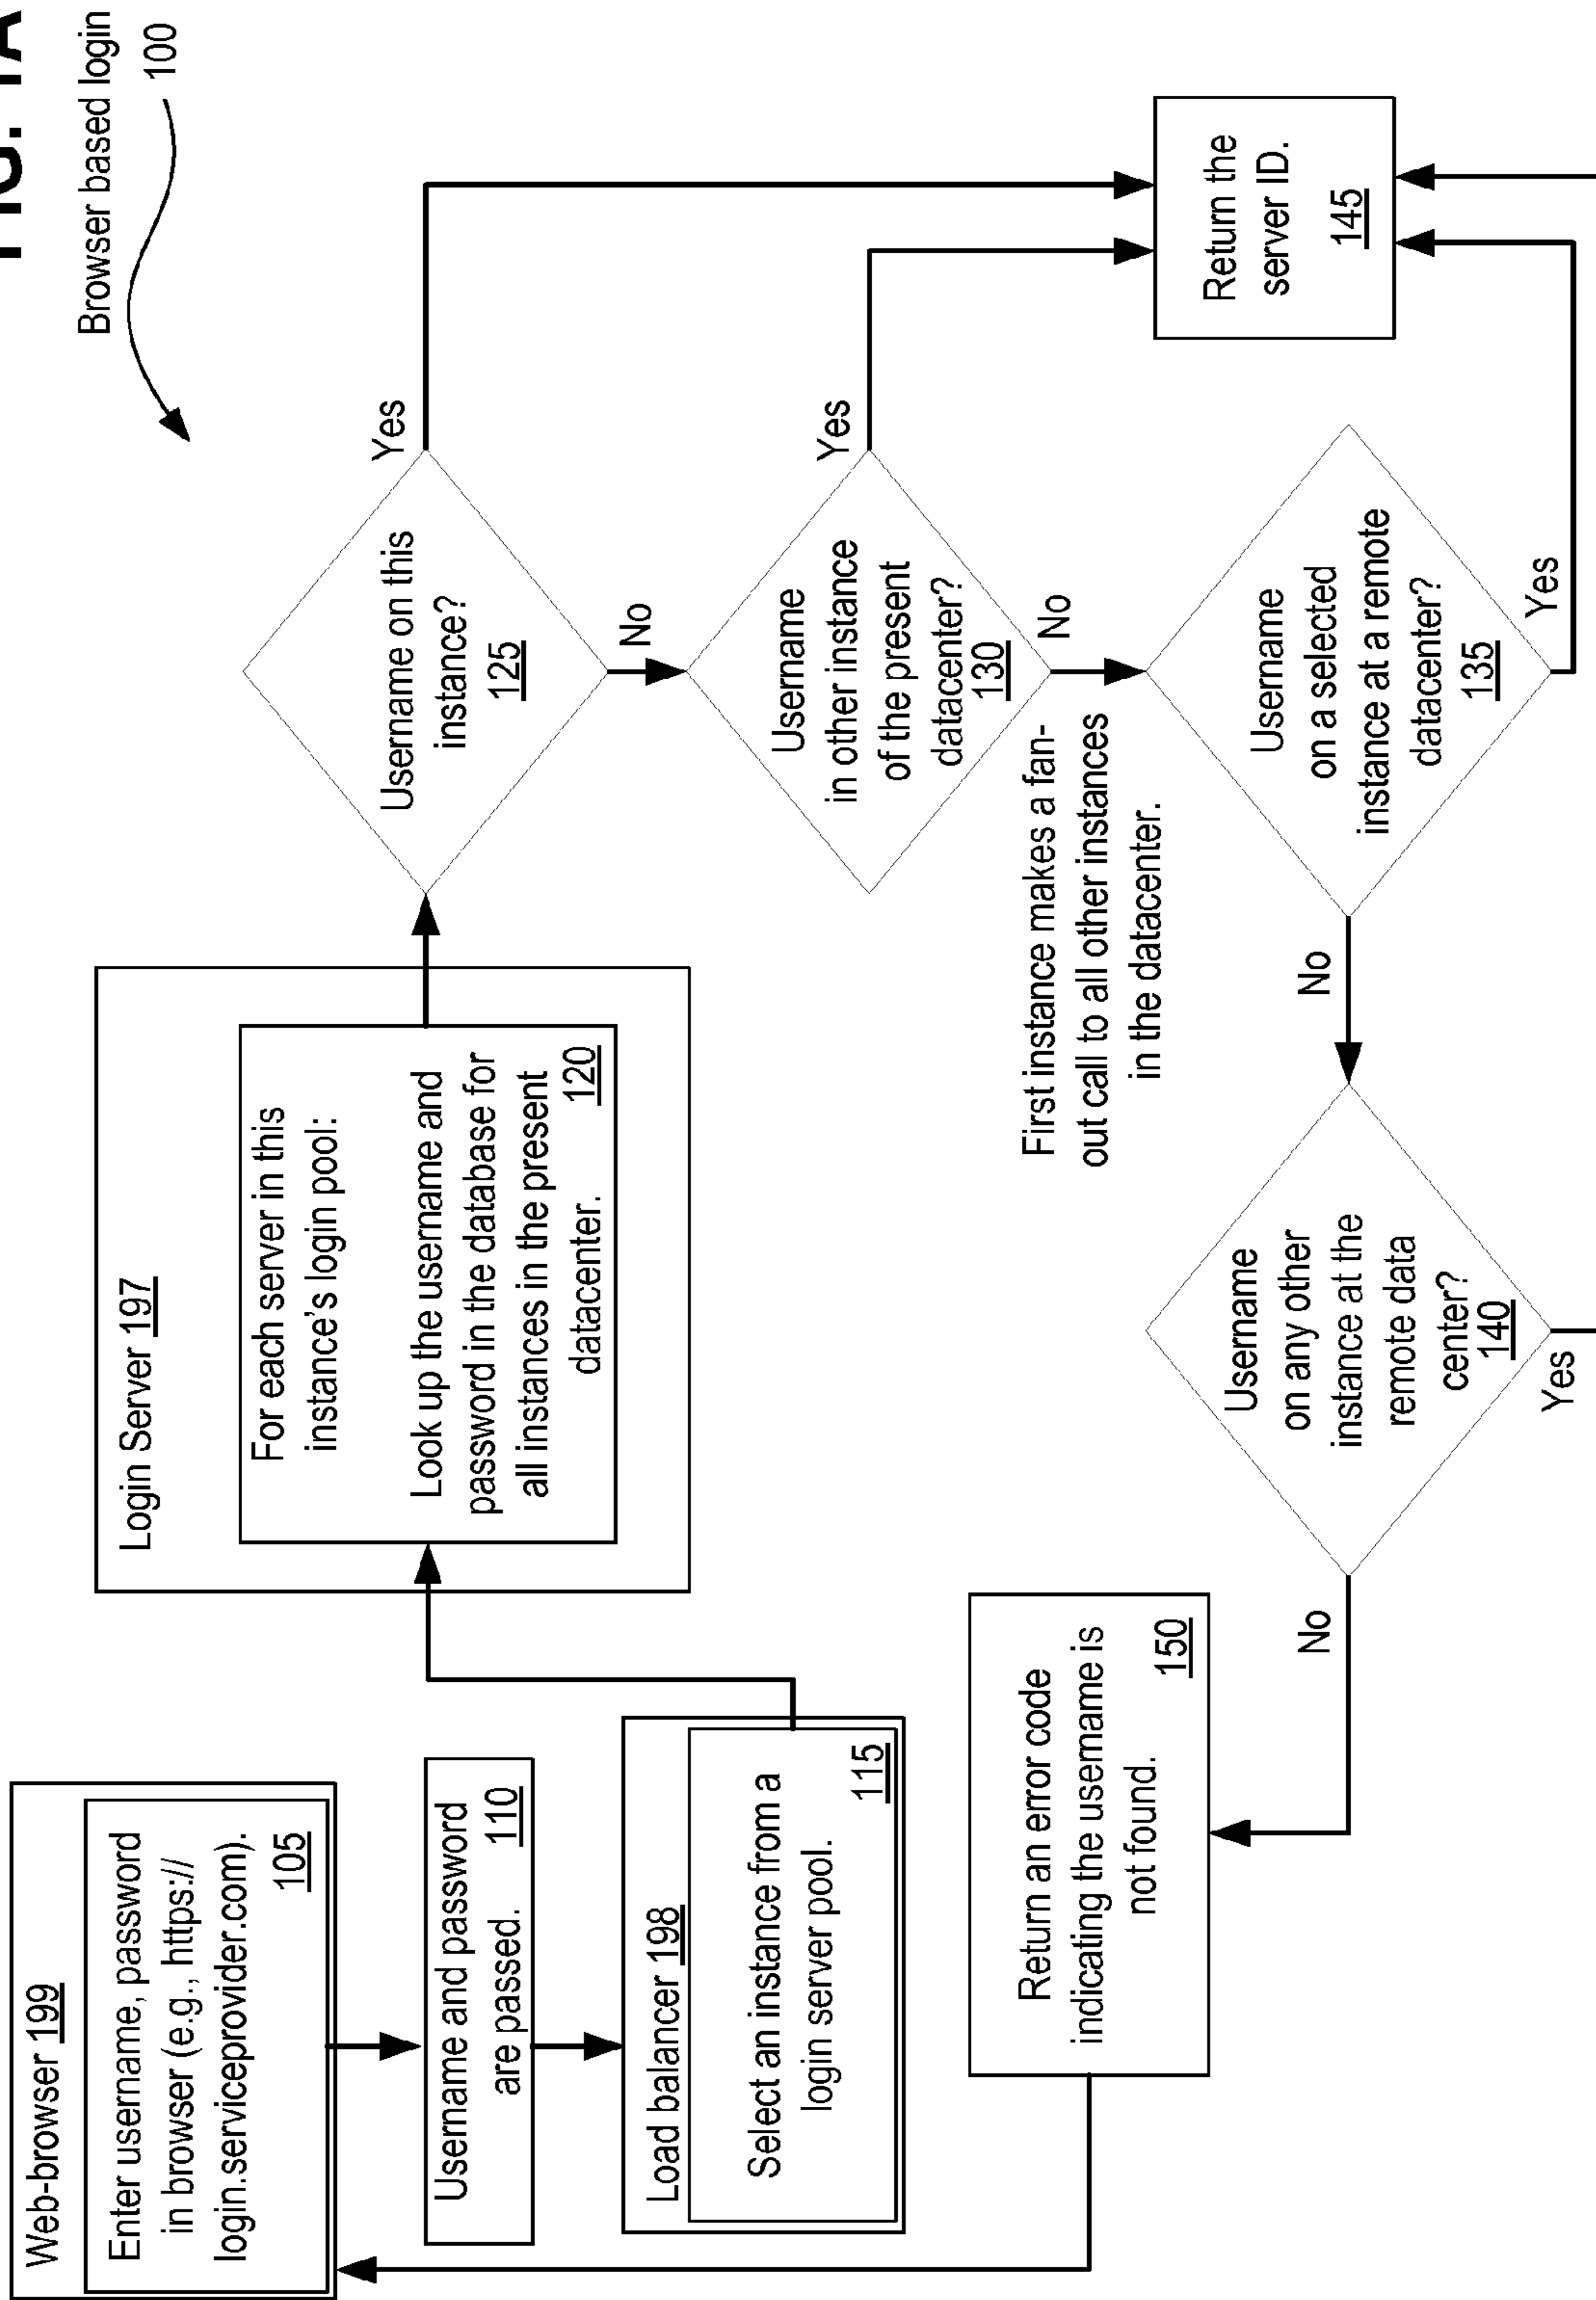 FIG. 1A
Browser based login
100
Web-browser 199
Enter username, password
in browser (e.g., https://
login.serviceprovider.com).
105
Username and password
are passed. 110
Load balancer 198
Select an instance from a
login server pool.
115
Login Server 197
For each server in this
instance's login pool:
Look up the username and
password in the database for
all instances in the present
datacenter. 120
Username on this
instance?
125
Yes
No
Username
in other instance
of the present
datacenter?
130
Yes
No
First instance makes a fan-
out call to all other instances
in the datacenter.
Username
on a selected
instance at a remote
datacenter?
135
Yes
No
Username
on any other
instance at the
remote data
center?
140
Yes
No
Return the
server ID.
145
Return an error code
indicating the username is
not found.
150